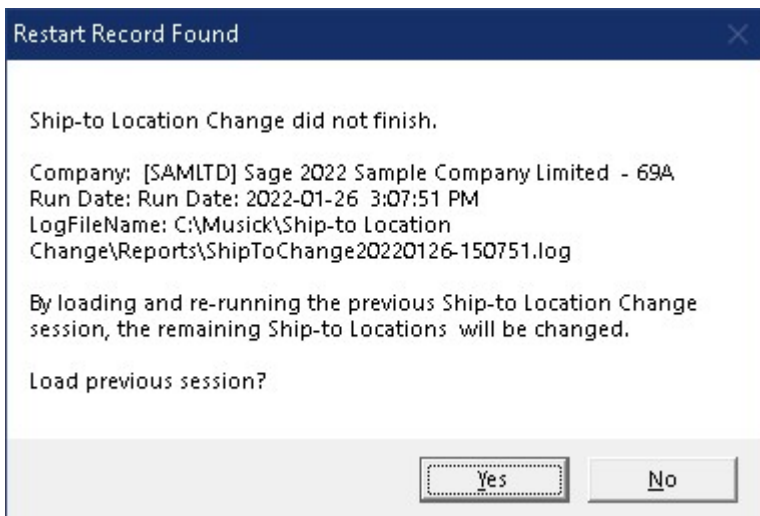 Restart Record Found
Ship-to Location Change did not finish.
Company: [SAMLTD] Sage 2022 Sample Company Limited - 69A
Run Date: Run Date: 2022-01-26 3:07:51 PM
LogFileName: C:\Musick\Ship-to Location
Change\Reports\ShipToChange20220126-150751.log
By loading and re-running the previous Ship-to Location Change
session, the remaining Ship-to Locations will be changed.
Load previous session?
Yes
No